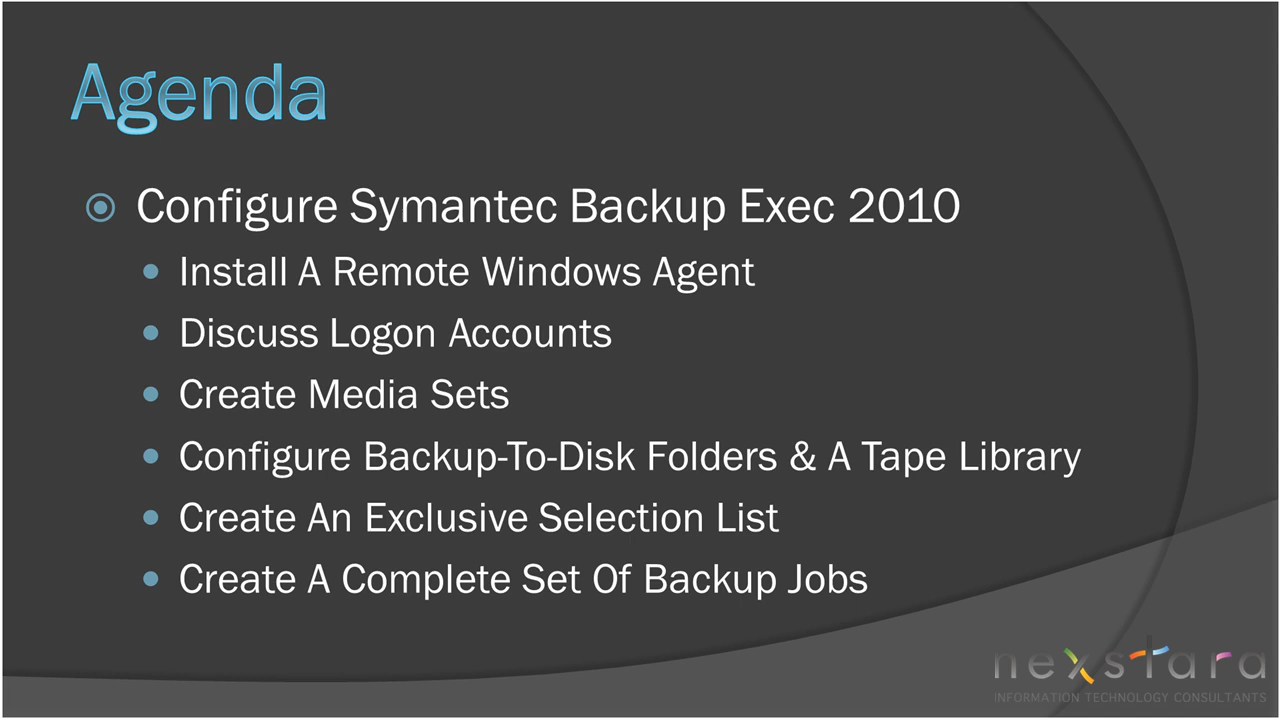 Agenda
Configure Symantec Backup Exec 2010
Install A Remote Windows Agent
Discuss Logon Accounts
Create Media Sets
Configure Backup-To-Disk Folders & A Tape Library
Create An Exclusive Selection List
Create A Complete Set Of Backup Jobs
nexstara
INFORMATION TECHNOLOGY CONSULTANTS